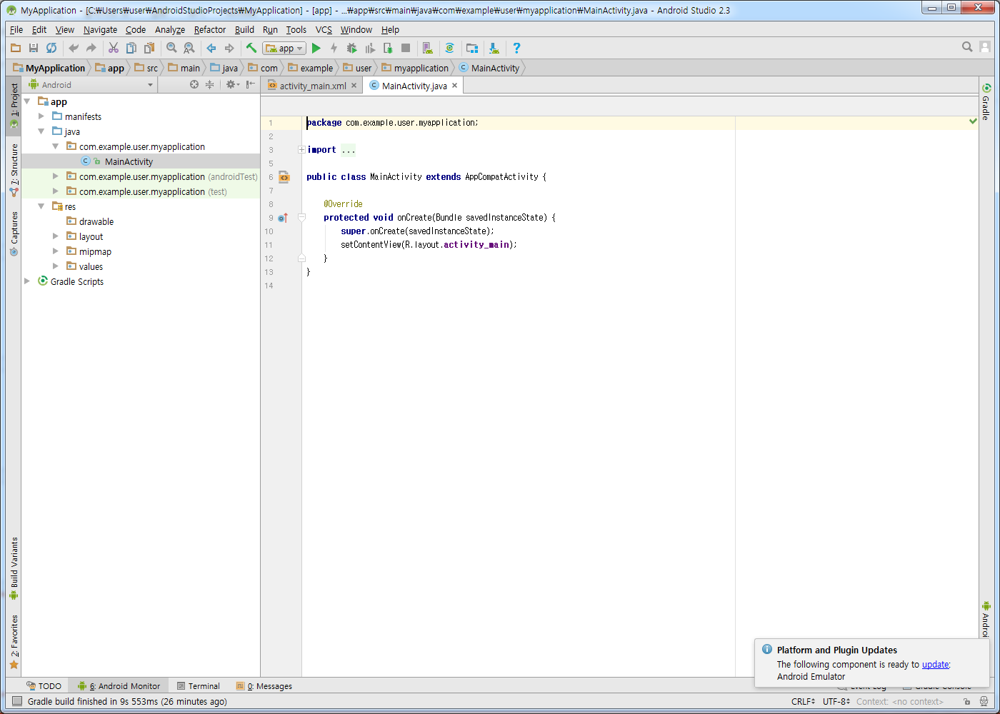 MyApplication - [C:₩Users₩user₩AndroidStudioProjects₩MyApplication] - [app] - ...₩app₩src₩main₩java₩com₩example₩user₩myapplication₩MainActivity.java - Android Studio 2.3
File Edit View Navigate Code Analyze Refactor Build Run Tools VCS Window Help
app
MyApplication app src main java com example user myapplication MainActivity
1: Project
7: Structure
Captures
Build Variants
2: Favorites
Android
app
manifests
java
com.example.user.myapplication
MainActivity
com.example.user.myapplication (androidTest)
com.example.user.myapplication (test)
res
drawable
layout
mipmap
values
Gradle Scripts
activity_main.xml MainActivity.java
1 package com.example.user.myapplication;
2
3 import ...
5
6 public class MainActivity extends AppCompatActivity {
7
8 @Override
9 protected void onCreate(Bundle savedInstanceState) {
10 super.onCreate(savedInstanceState);
11 setContentView(R.layout.activity_main);
12 }
13 }
14
Gradle
Androi
Platform and Plugin Updates
The following component is ready to update:
Android Emulator
TODO 6: Android Monitor Terminal 0: Messages Event Log Gradle Console
Gradle build finished in 9s 553ms (26 minutes ago) CRLF UTF-8 Context: <no context>